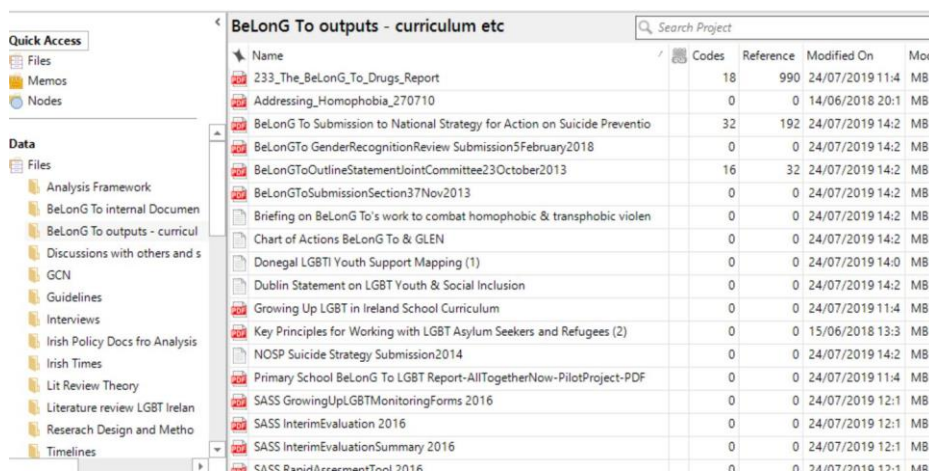 BeLonG To outputs - curriculum etc
Search Project
Quick Access
Files
Memos
Nodes
Data
Files
Analysis Framework
BeLonG To internal Documen
BeLonG To outputs - curricul
Discussions with others and s
GCN
Guidelines
Interviews
Irish Policy Docs fro Analysis
Irish Times
Lit Review Theory
Literature review LGBT Irelan
Reserach Design and Metho
Timelines
Name Codes Reference Modified On Moc
233_The_BeLonG_To_Drugs_Report 18 990 24/07/2019 11:4 MB
Addressing_Homophobia_270710 0 0 14/06/2018 20:1 MB
BeLonG To Submission to National Strategy for Action on Suicide Preventio 32 192 24/07/2019 14:2 MB
BeLonGTo GenderRecognitionReview Submission5February2018 0 0 24/07/2019 14:2 MB
BeLonGToOutlineStatementJointCommittee23October2013 16 32 24/07/2019 14:2 MB
BeLonGToSubmissionSection37Nov2013 0 0 24/07/2019 14:2 MB
Briefing on BeLonG To's work to combat homophobic & transphobic violen 0 0 24/07/2019 14:2 MB
Chart of Actions BeLonG To & GLEN 0 0 24/07/2019 14:2 MB
Donegal LGBTI Youth Support Mapping (1) 0 0 24/07/2019 14:0 MB
Dublin Statement on LGBT Youth & Social Inclusion 0 0 24/07/2019 14:2 MB
Growing Up LGBT in Ireland School Curriculum 0 0 24/07/2019 11:4 MB
Key Principles for Working with LGBT Asylum Seekers and Refugees (2) 0 0 15/06/2018 13:3 MB
NOSP Suicide Strategy Submission2014 0 0 24/07/2019 14:2 MB
Primary School BeLonG To LGBT Report-AllTogetherNow-PilotProject-PDF 0 0 24/07/2019 11:4 MB
SASS GrowingUpLGBTMonitoringForms 2016 0 0 24/07/2019 12:1 MB
SASS InterimEvaluation 2016 0 0 24/07/2019 12:1 MB
SASS InterimEvaluationSummary 2016 0 0 24/07/2019 12:1 MB
SASS RapidAssesmentTool 2016 0 0 24/07/2019 12:1 MB